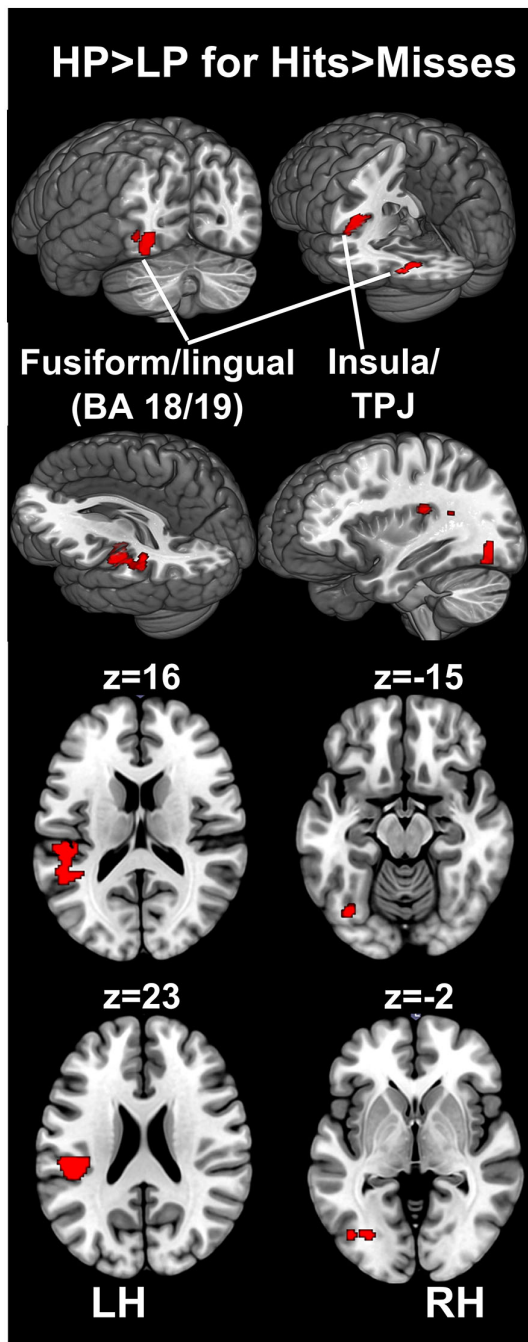 HP>LP for Hits>Misses
Fusiform/lingual
(BA 18/19)
Insula/
TPJ
z=16
z=-15
z=23
z=-2
LH
RH